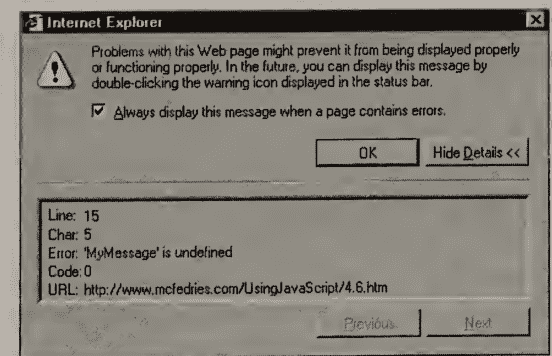 Internet Explorer
Problems with this Web page might prevent it from being displayed properly
or functioning properly. In the future, you can display this message by
double-clicking the warning icon displayed in the status bar.
Always display this message when a page contains errors.
OK
Hide Details <<
Line: 15
Char: 5
Error: 'MyMessage' is undefined
Code: 0
URL: http://www.mcfedries.com/UsingJavaScript/4.6.htm
Previous
Next